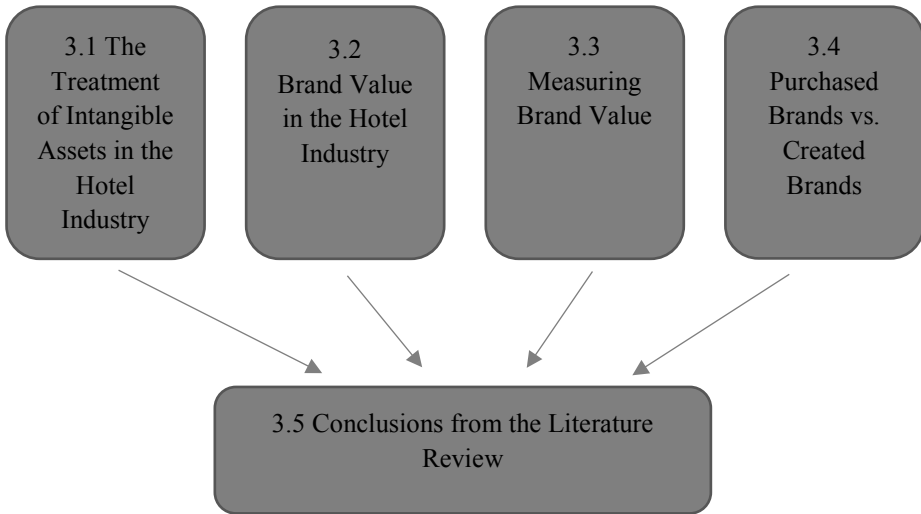 3.1 The
Treatment
of Intangible
Assets in the
Hotel
Industry
3.2
Brand Value
in the Hotel
Industry
3.3
Measuring
Brand Value
3.4
Purchased
Brands vs.
Created
Brands
3.5 Conclusions from the Literature
Review